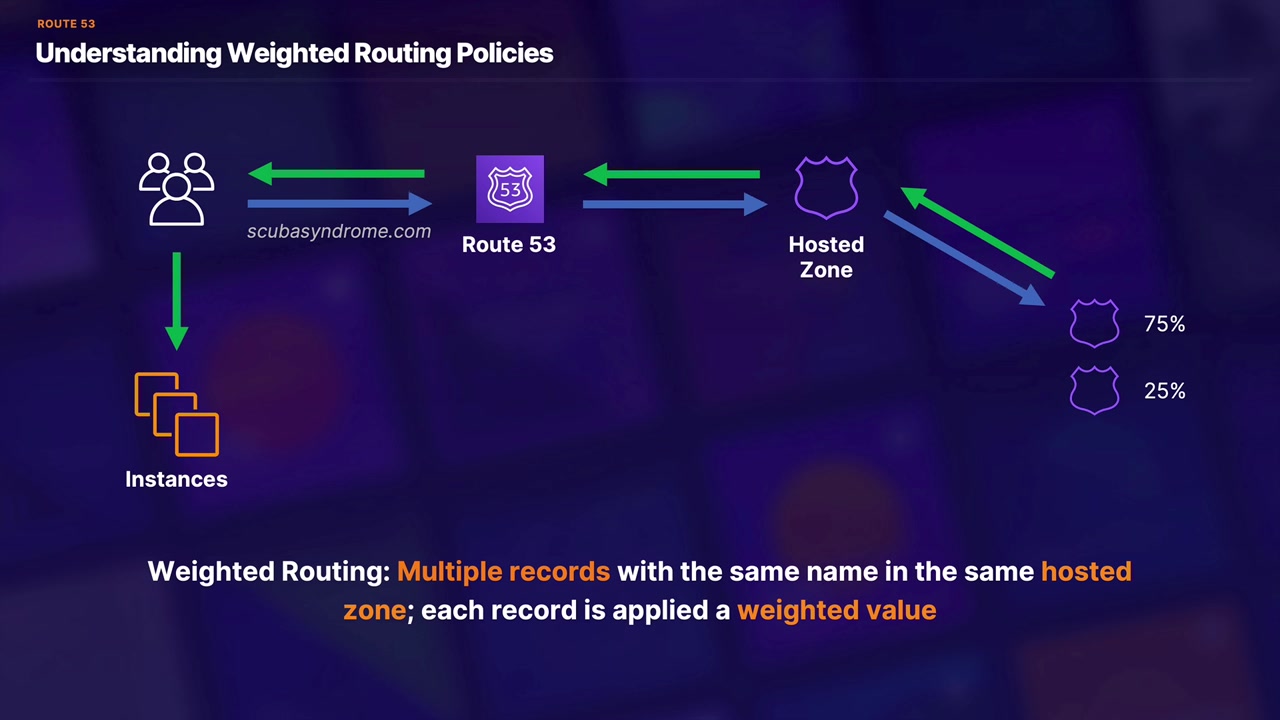 ROUTE 53
Understanding Weighted Routing Policies
53
scubasyndrome.com
Route 53
Hosted
Zone
75%
25%
Instances
Weighted Routing: Multiple records with the same name in the same hosted
zone; each record is applied a weighted value